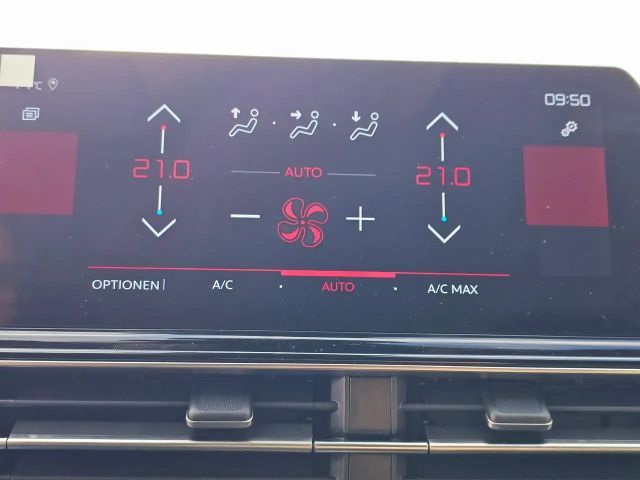 °C
09:50
21.0 21.0
AUTO
OPTIONEN A/C AUTO A/C MAX